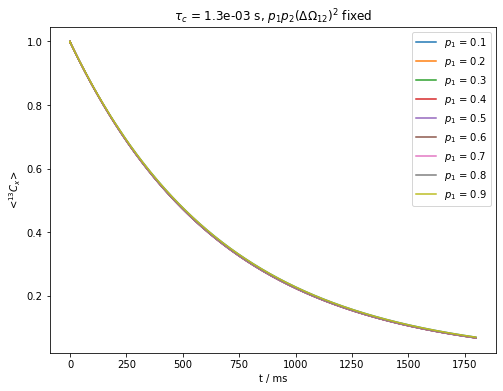 τ_c = 1.3e-03 s, p₁p₂(ΔΩ₁₂)² fixed
<¹³C_x>
1.0
0.8
0.6
0.4
0.2
p₁ = 0.1
p₁ = 0.2
p₁ = 0.3
p₁ = 0.4
p₁ = 0.5
p₁ = 0.6
p₁ = 0.7
p₁ = 0.8
p₁ = 0.9
0 250 500 750 1000 1250 1500 1750
t / ms